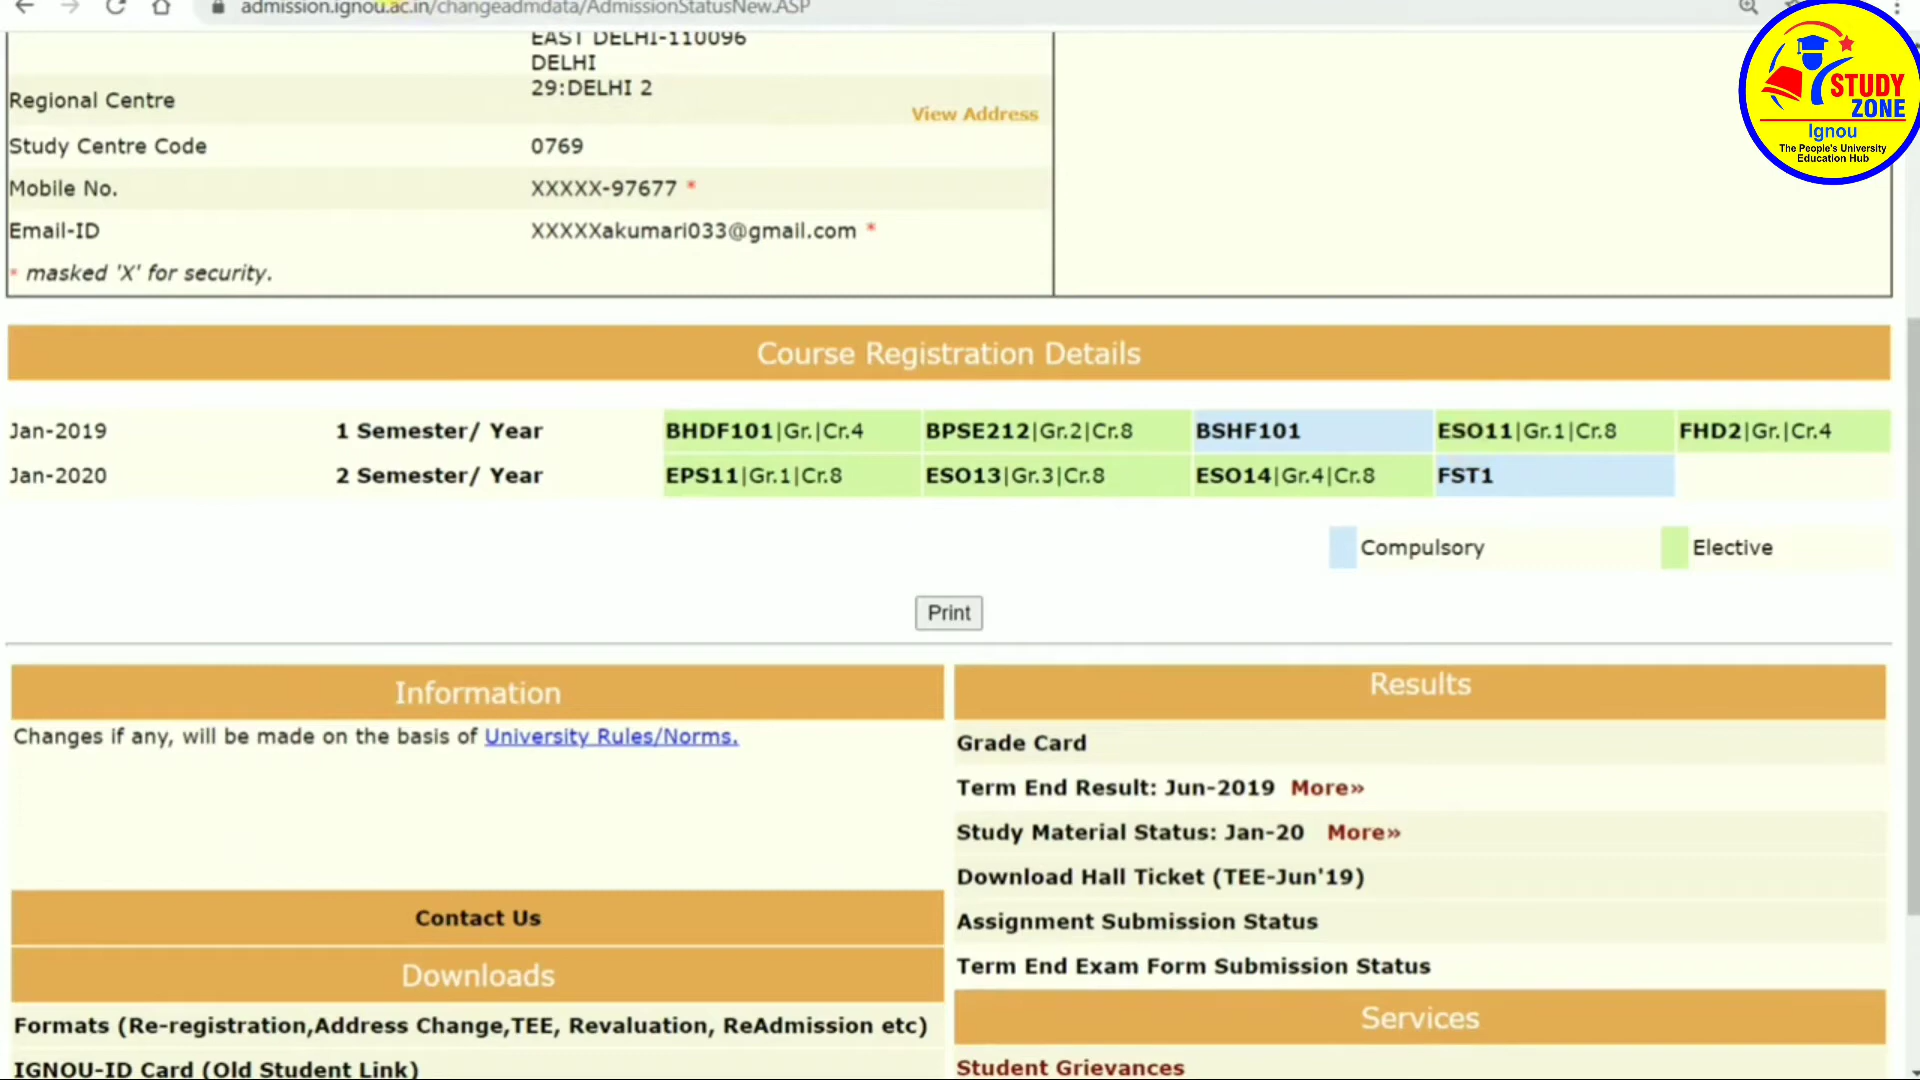 admission.ignou.ac.in/changeadmdata/AdmissionStatusNew.ASP
EAST DELHI-110096
DELHI
Regional Centre 29:DELHI 2
View Address
Study Centre Code 0769
Mobile No. XXXXX-97677 *
Email-ID XXXXXakumari033@gmail.com *
* masked 'X' for security.
STUDY
ZONE
Ignou
The People's University
Education Hub
Course Registration Details
Jan-2019 1 Semester/ Year BHDF101|Gr.|Cr.4 BPSE212|Gr.2|Cr.8 BSHF101 ESO11|Gr.1|Cr.8 FHD2|Gr.|Cr.4
Jan-2020 2 Semester/ Year EPS11|Gr.1|Cr.8 ESO13|Gr.3|Cr.8 ESO14|Gr.4|Cr.8 FST1
Compulsory Elective
Print
Information
Changes if any, will be made on the basis of University Rules/Norms.
Contact Us
Downloads
Formats (Re-registration,Address Change,TEE, Revaluation, ReAdmission etc)
IGNOU-ID Card (Old Student Link)
Results
Grade Card
Term End Result: Jun-2019 More»
Study Material Status: Jan-20 More»
Download Hall Ticket (TEE-Jun'19)
Assignment Submission Status
Term End Exam Form Submission Status
Services
Student Grievances